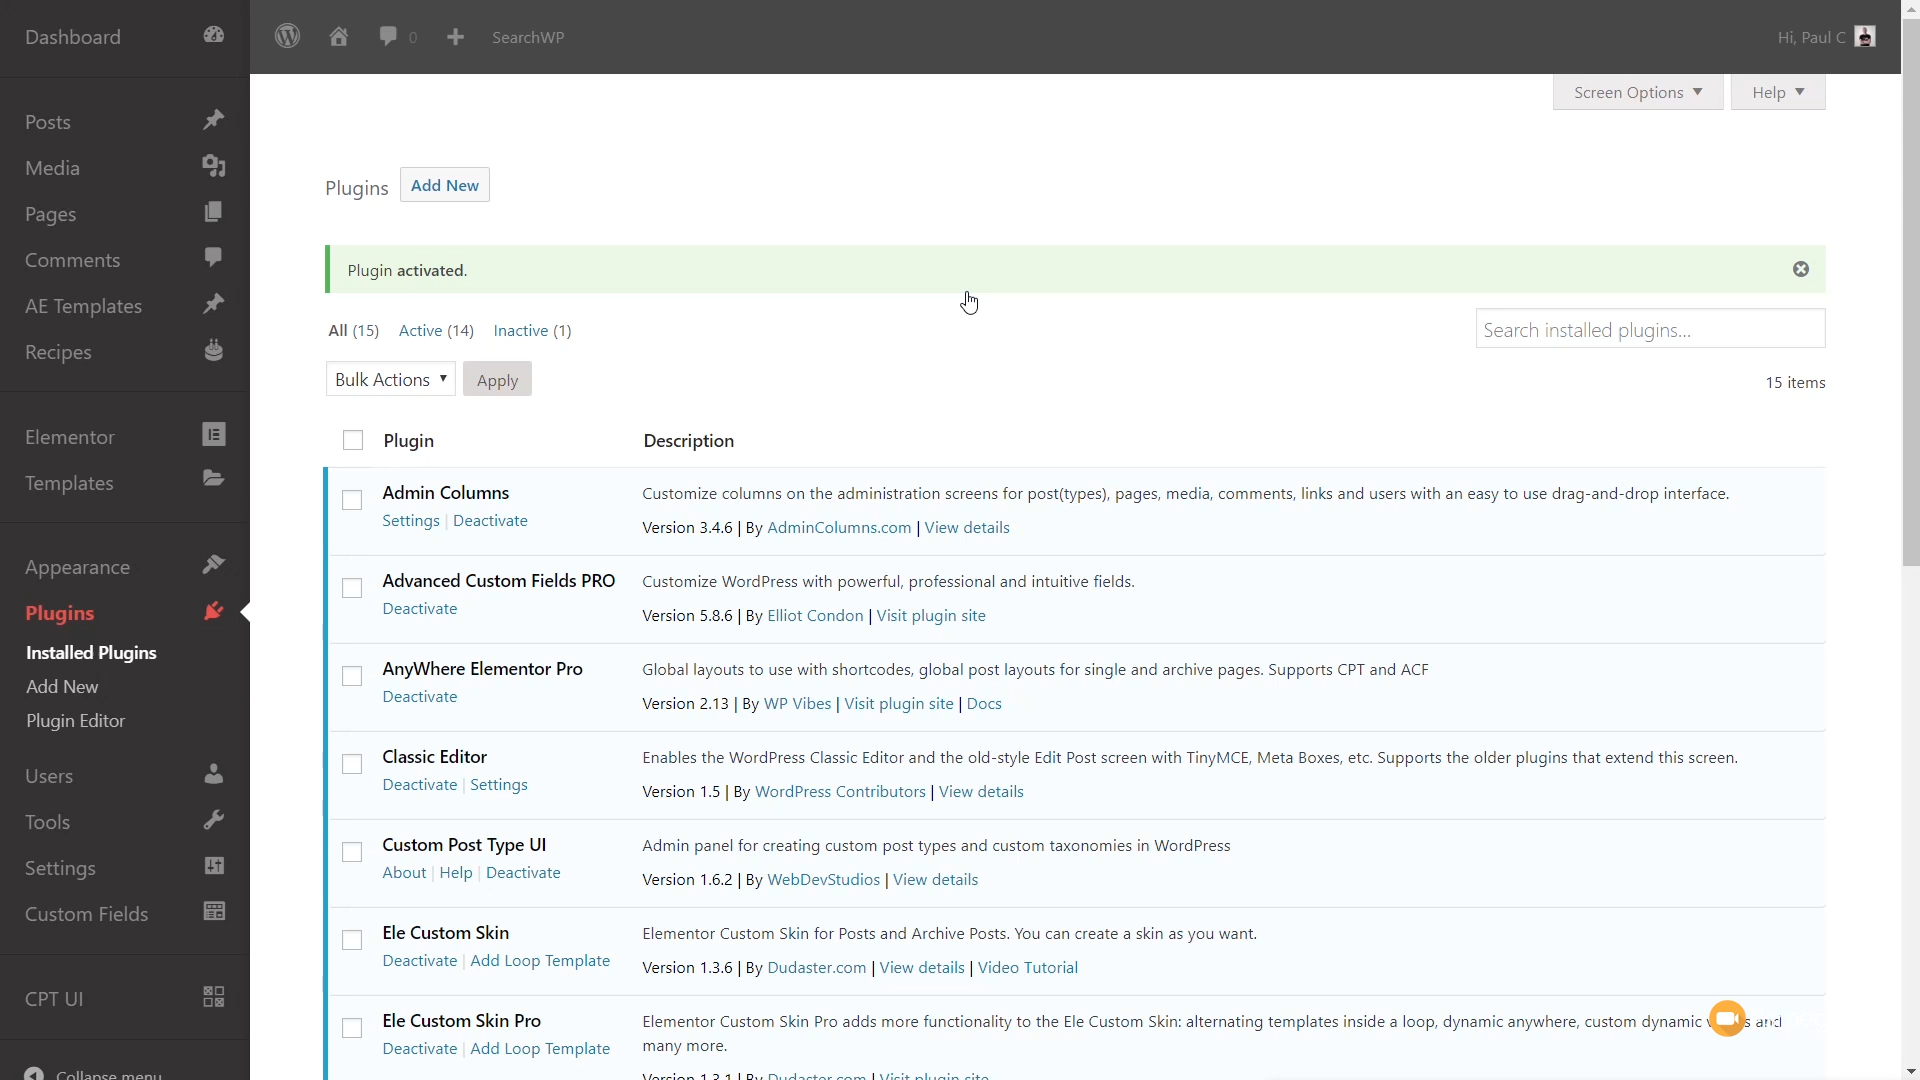 Dashboard
0
SearchWP
Hi, Paul C
Screen Options ▼
Help ▼
Posts
Media
Pages
Comments
AE Templates
Recipes
Elementor
Templates
Appearance
Plugins
Installed Plugins
Add New
Plugin Editor
Users
Tools
Settings
Custom Fields
CPT UI
Collapse menu
Plugins Add New
Plugin activated.
All (15) Active (14) Inactive (1)
Search installed plugins...
Bulk Actions Apply
15 items
Plugin Description
Admin Columns
Settings | Deactivate
Customize columns on the administration screens for post(types), pages, media, comments, links and users with an easy to use drag-and-drop interface.
Version 3.4.6 | By AdminColumns.com | View details
Advanced Custom Fields PRO
Deactivate
Customize WordPress with powerful, professional and intuitive fields.
Version 5.8.6 | By Elliot Condon | Visit plugin site
AnyWhere Elementor Pro
Deactivate
Global layouts to use with shortcodes, global post layouts for single and archive pages. Supports CPT and ACF
Version 2.13 | By WP Vibes | Visit plugin site | Docs
Classic Editor
Deactivate | Settings
Enables the WordPress Classic Editor and the old-style Edit Post screen with TinyMCE, Meta Boxes, etc. Supports the older plugins that extend this screen.
Version 1.5 | By WordPress Contributors | View details
Custom Post Type UI
About | Help | Deactivate
Admin panel for creating custom post types and custom taxonomies in WordPress
Version 1.6.2 | By WebDevStudios | View details
Ele Custom Skin
Deactivate | Add Loop Template
Elementor Custom Skin for Posts and Archive Posts. You can create a skin as you want.
Version 1.3.6 | By Dudaster.com | View details | Video Tutorial
Ele Custom Skin Pro
Deactivate | Add Loop Template
Elementor Custom Skin Pro adds more functionality to the Ele Custom Skin: alternating templates inside a loop, dynamic anywhere, custom dynamic and
many more.
Version 1.3.1 | By Dudaster.com | Visit plugin site